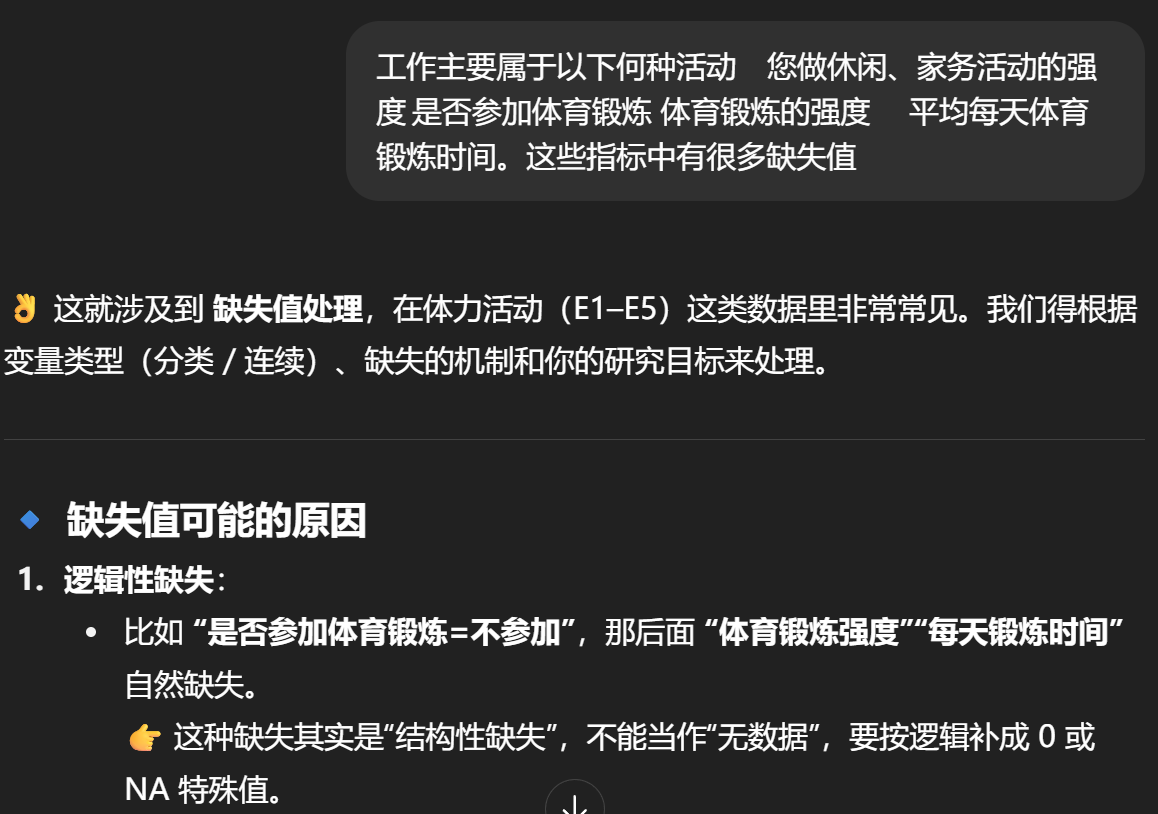 工作主要属于以下何种活动 您做休闲、家务活动的强
度 是否参加体育锻炼 体育锻炼的强度 平均每天体育
锻炼时间。这些指标中有很多缺失值
👌 这就涉及到 缺失值处理，在体力活动（E1–E5）这类数据里非常常见。我们得根据
变量类型（分类 / 连续）、缺失的机制和你的研究目标来处理。
🔹 缺失值可能的原因
1. 逻辑性缺失：
• 比如 “是否参加体育锻炼=不参加”，那后面 “体育锻炼强度”“每天锻炼时间”
自然缺失。
👉 这种缺失其实是“结构性缺失”，不能当作“无数据”，要按逻辑补成 0 或
NA 特殊值。